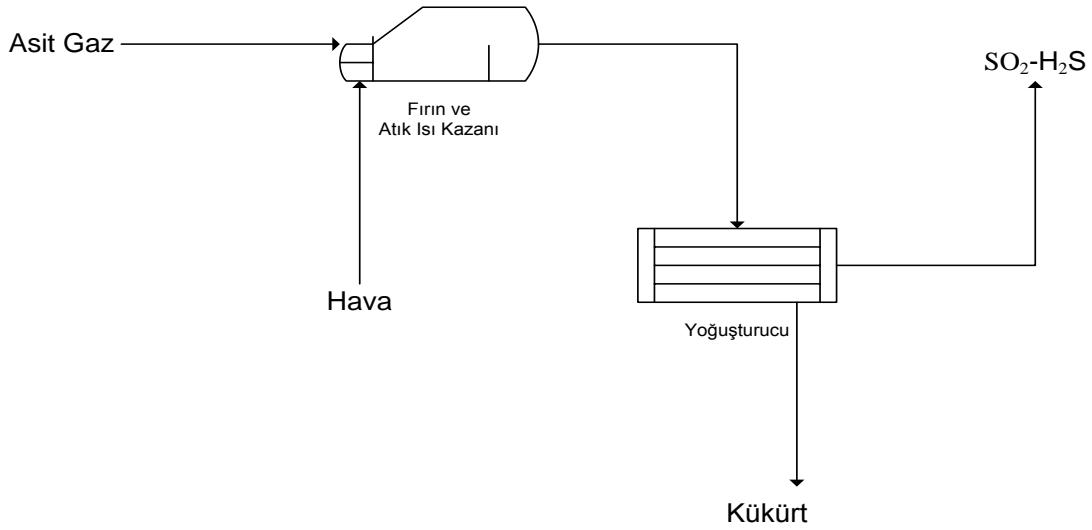 Asit Gaz
SO₂-H₂S
Fırın ve
Atık Isı Kazanı
Hava
Yoğuşturucu
Kükürt